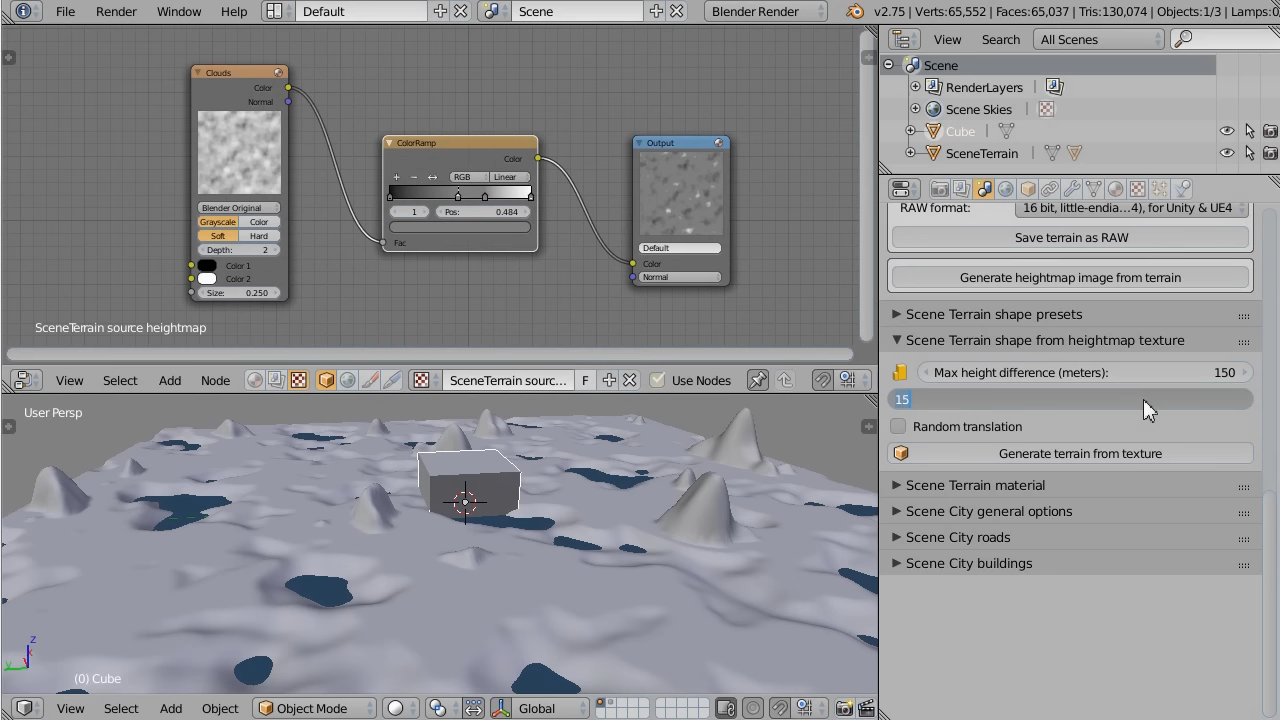 File Render Window Help Default Scene Blender Render v2.75 | Verts:65,552 | Faces:65,037 | Tris:130,074 | Objects:1/3 | Lamps:
View Search All Scenes
Scene
RenderLayers
Scene Skies
Cube
SceneTerrain
Clouds
Color
Normal
Blender Original
Grayscale Color
Soft Hard
Depth: 2
Color 1
Color 2
Size: 0.250
ColorRamp
Color
RGB Linear
1 Pos: 0.484
Fac
Output
Default
Color
Normal
SceneTerrain source heightmap
View Select Add Node SceneTerrain sourc... F Use Nodes
User Persp
z
y
x
(0) Cube
View Select Add Object Object Mode Global
RAW format: 16 bit, little-endia...4), for Unity & UE4
Save terrain as RAW
Generate heightmap image from terrain
Scene Terrain shape presets
Scene Terrain shape from heightmap texture
Max height difference (meters): 150
15
Random translation
Generate terrain from texture
Scene Terrain material
Scene City general options
Scene City roads
Scene City buildings